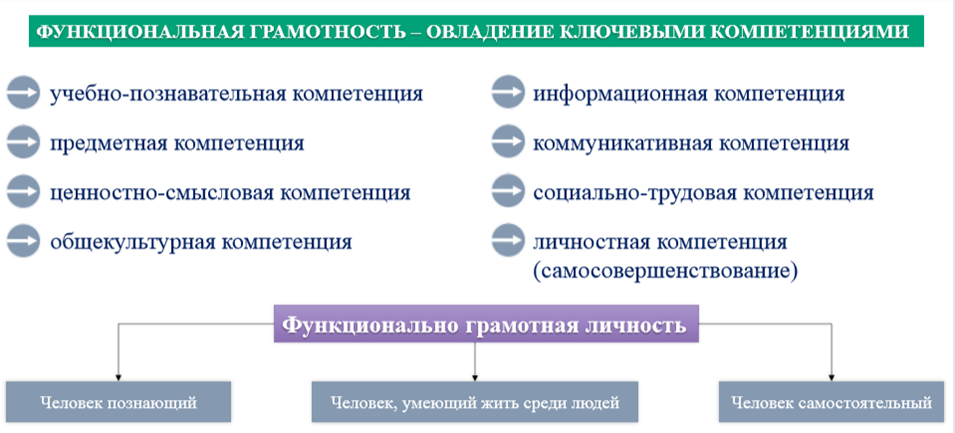 ФУНКЦИОНАЛЬНАЯ ГРАМОТНОСТЬ – ОВЛАДЕНИЕ КЛЮЧЕВЫМИ КОМПЕТЕНЦИЯМИ
учебно-познавательная компетенция
предметная компетенция
ценностно-смысловая компетенция
общекультурная компетенция
информационная компетенция
коммуникативная компетенция
социально-трудовая компетенция
личностная компетенция
(самосовершенствование)
Функционально грамотная личность
Человек познающий
Человек, умеющий жить среди людей
Человек самостоятельный